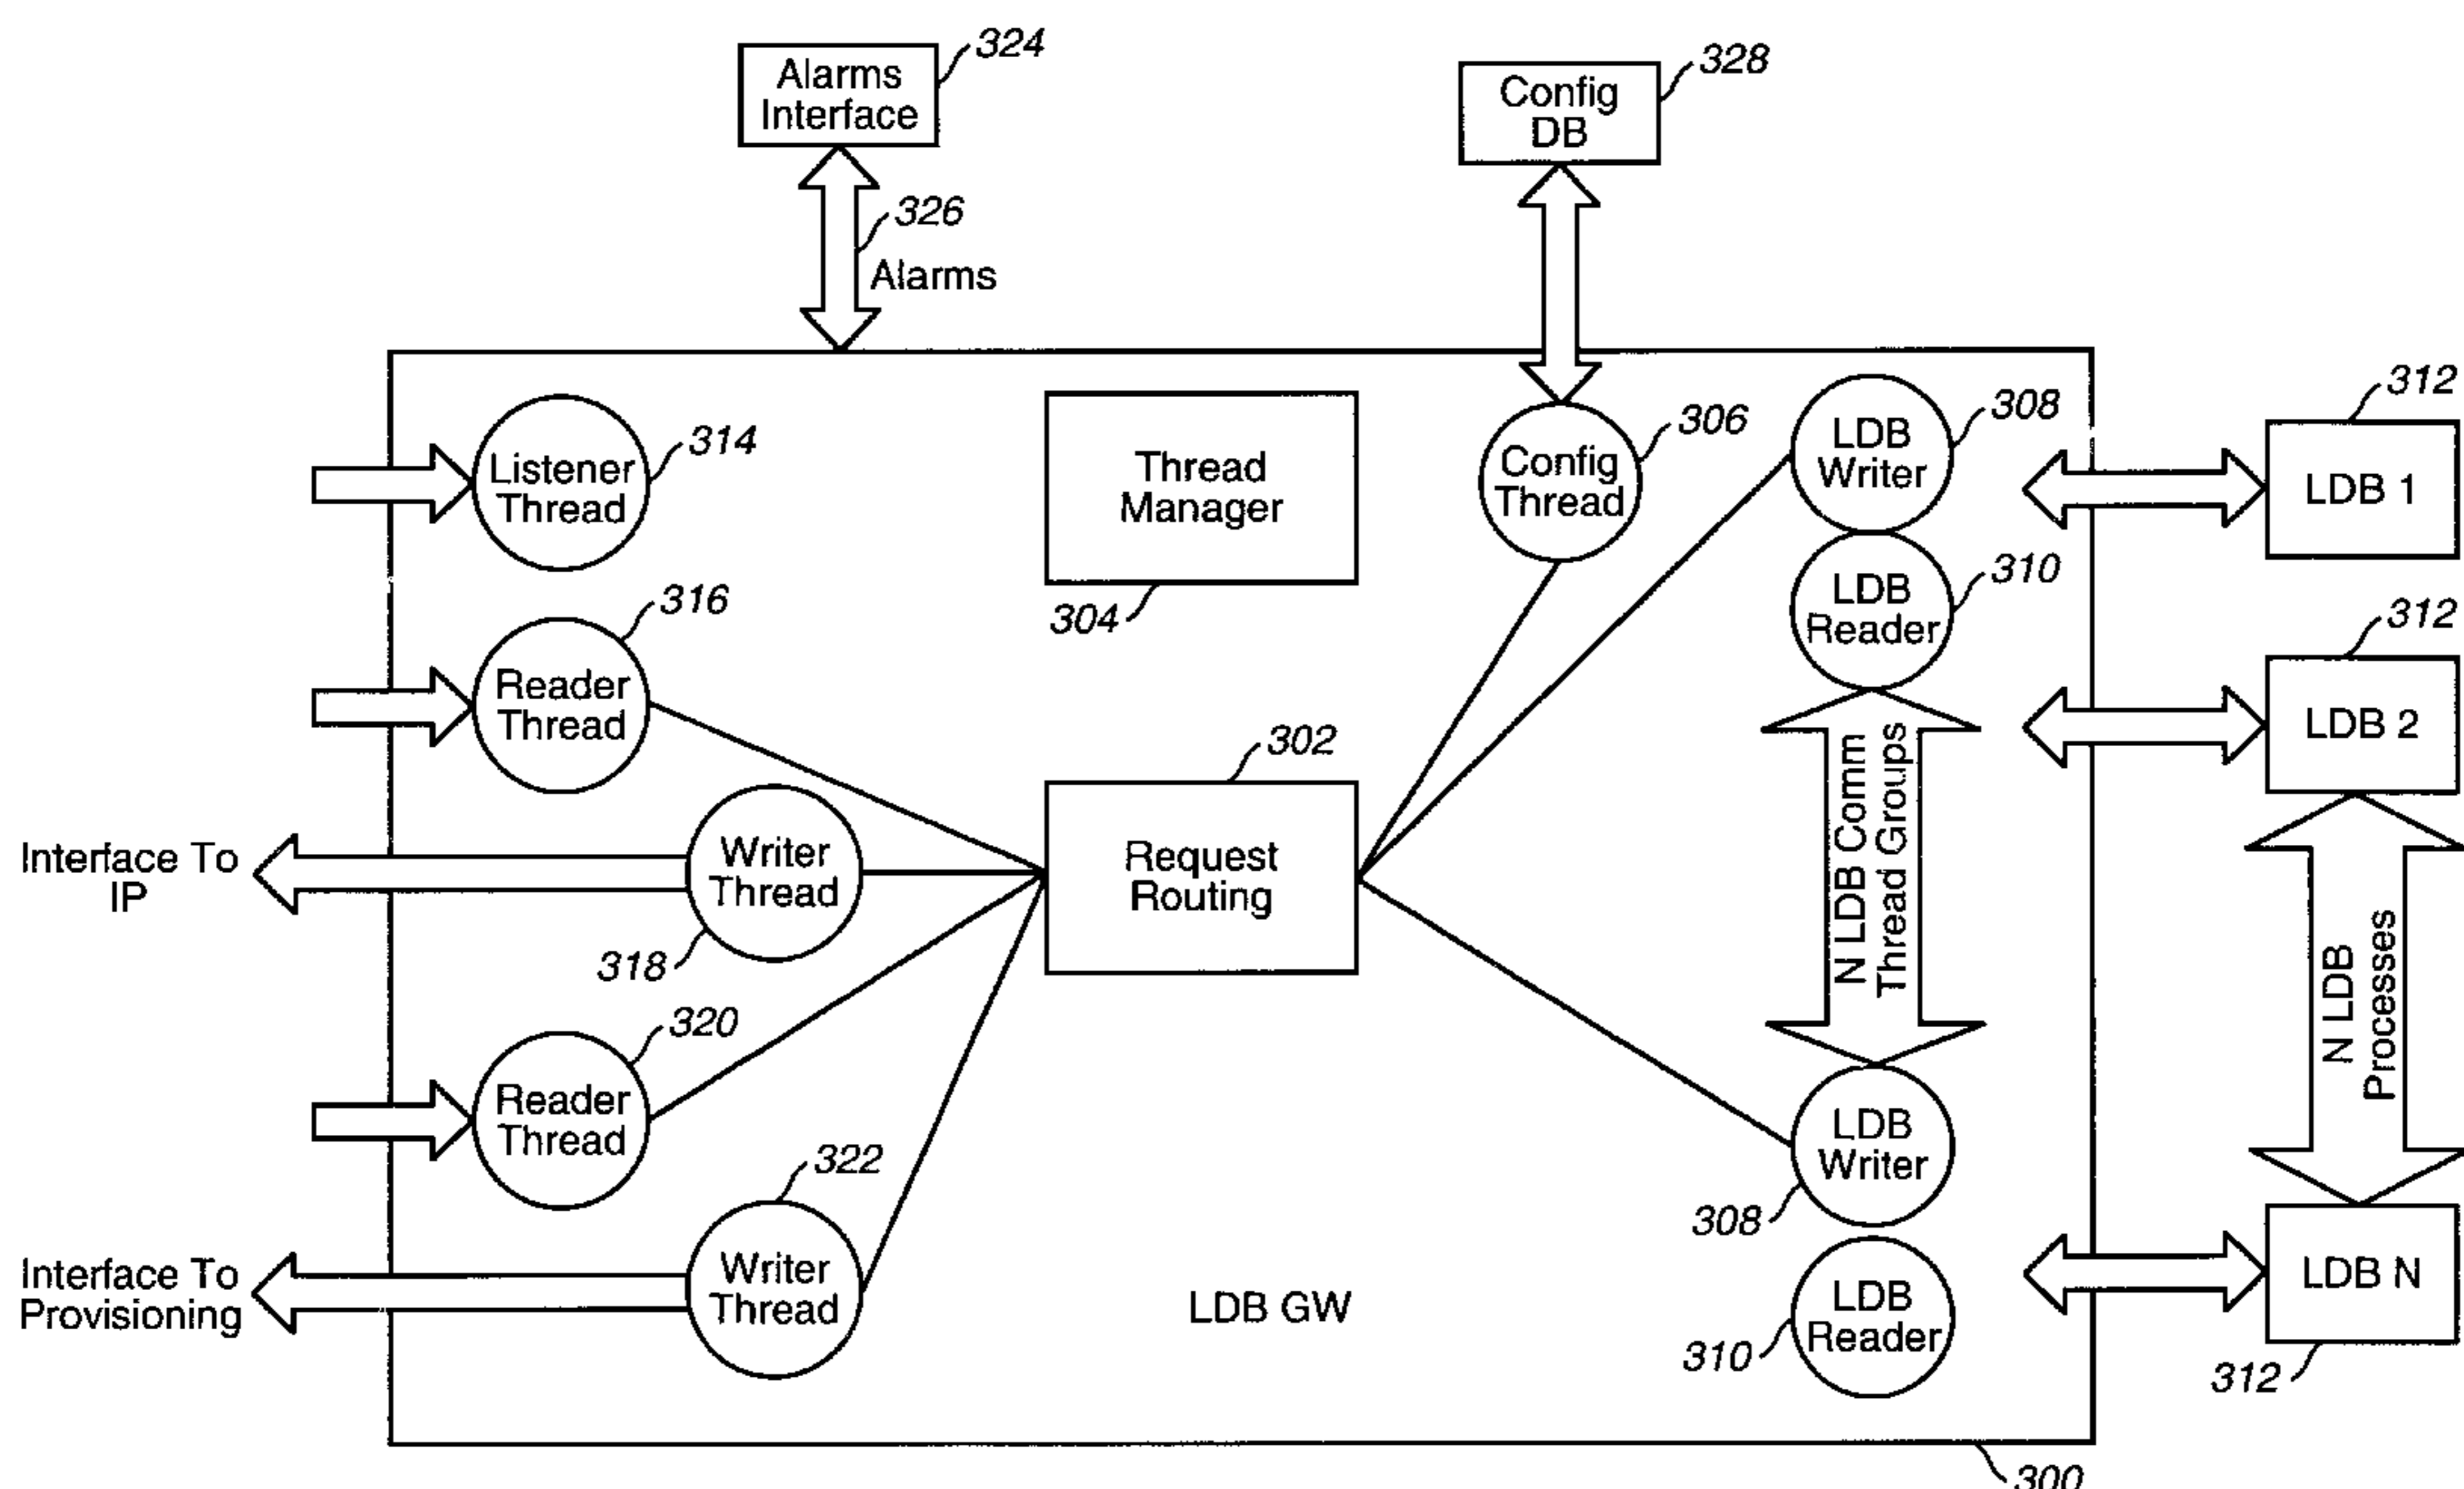 324
Alarms
Interface
328
Config
DB
326
Alarms
312
308
306
LDB
Writer
314
Listener
Thread
Thread
Manager
Config
Thread
LDB 1
304
310
LDB
Reader
316
Reader
Thread
312
LDB 2
302
N LDB Comm
Thread Groups
Interface To
IP
Writer
Thread
318
Request
Routing
N LDB
Processes
320
Reader
Thread
LDB
Writer
308
322
Interface To
Provisioning
Writer
Thread
LDB GW
LDB
Reader
310
LDB N
312
300